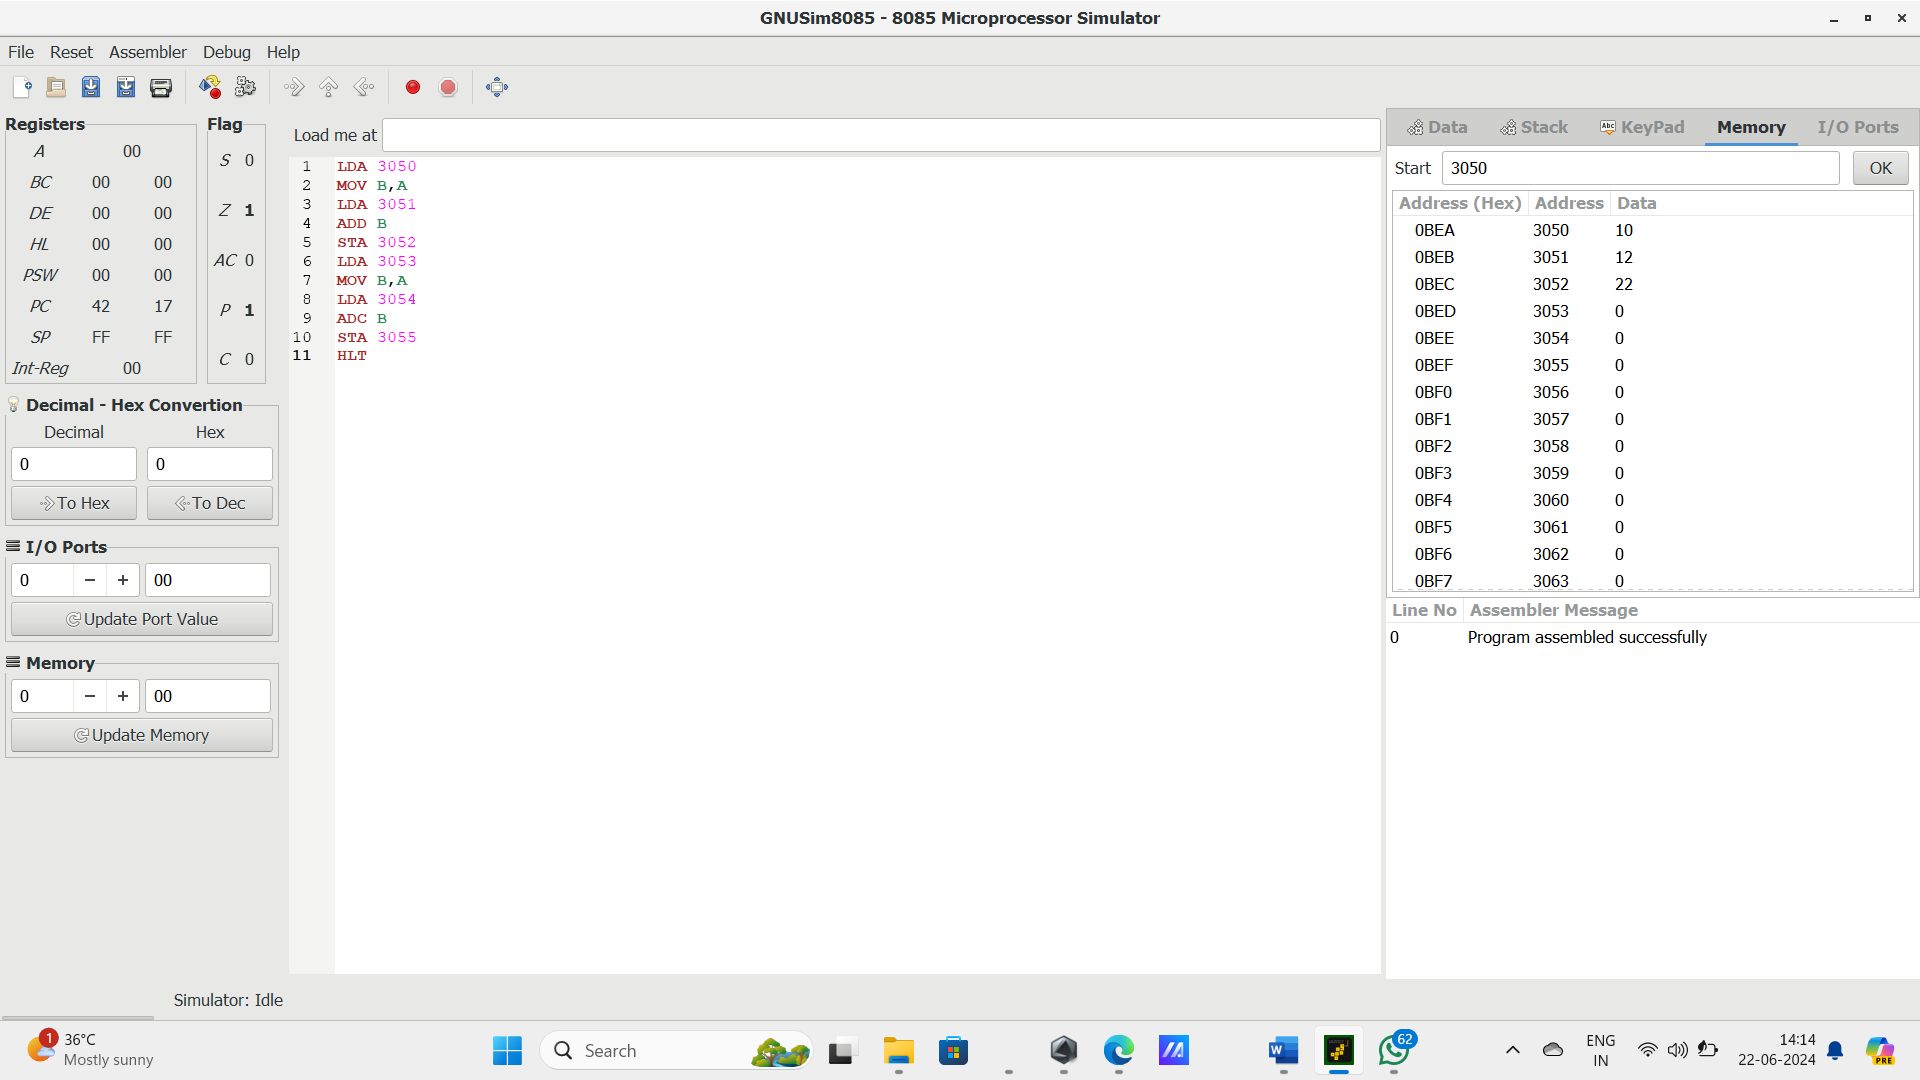 GNUSim8085 - 8085 Microprocessor Simulator
File Reset Assembler Debug Help
Registers
A 00
BC 00 00
DE 00 00
HL 00 00
PSW 00 00
PC 42 17
SP FF FF
Int-Reg 00
Flag
S 0
Z 1
AC 0
P 1
C 0
Decimal - Hex Convertion
Decimal Hex
0 0
To Hex To Dec
I/O Ports
0 − + 00
Update Port Value
Memory
0 − + 00
Update Memory
Load me at
1 LDA 3050
2 MOV B,A
3 LDA 3051
4 ADD B
5 STA 3052
6 LDA 3053
7 MOV B,A
8 LDA 3054
9 ADC B
10 STA 3055
11 HLT
Data Stack Abc KeyPad Memory I/O Ports
Start 3050 OK
Address (Hex) Address Data
0BEA 3050 10
0BEB 3051 12
0BEC 3052 22
0BED 3053 0
0BEE 3054 0
0BEF 3055 0
0BF0 3056 0
0BF1 3057 0
0BF2 3058 0
0BF3 3059 0
0BF4 3060 0
0BF5 3061 0
0BF6 3062 0
0BF7 3063 0
Line No Assembler Message
0 Program assembled successfully
Simulator: Idle
1 36°C
Mostly sunny
Search
W
62
ENG
IN
14:14
22-06-2024
PRE